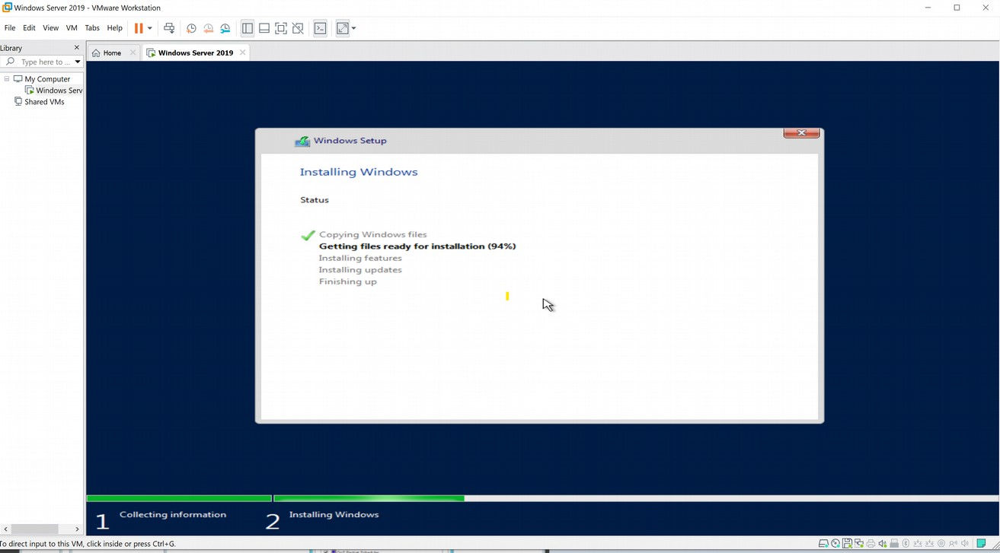 Windows Server 2019 - VMware Workstation
File Edit View VM Tabs Help
Library
Type here to ...
My Computer
Windows Serv
Shared VMs
Home
Windows Server 2019
Windows Setup
Installing Windows
Status
Copying Windows files
Getting files ready for installation (94%)
Installing features
Installing updates
Finishing up
1 Collecting information
2 Installing Windows
To direct input to this VM, click inside or press Ctrl+G.